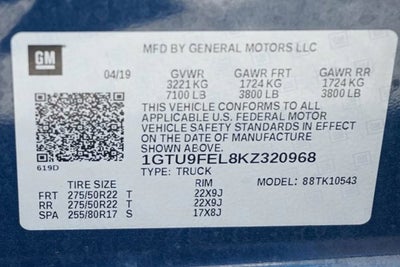 GM
MFD BY GENERAL MOTORS LLC
04/19 GVWR GAWR FRT GAWR RR
3221 KG 1724 KG 1724 KG
7100 LB 3800 LB 3800 LB
THIS VEHICLE CONFORMS TO ALL
APPLICABLE U.S. FEDERAL MOTOR
VEHICLE SAFETY STANDARDS IN EFFECT
ON THE DATE OF MANUFACTURE
SHOWN ABOVE.
619D
1GTU9FEL8KZ320968
TYPE: TRUCK
TIRE SIZE RIM MODEL: 88TK10543
FRT 275/50R22 T 22X9J
RR 275/50R22 T 22X9J
SPA 255/80R17 S 17X8J